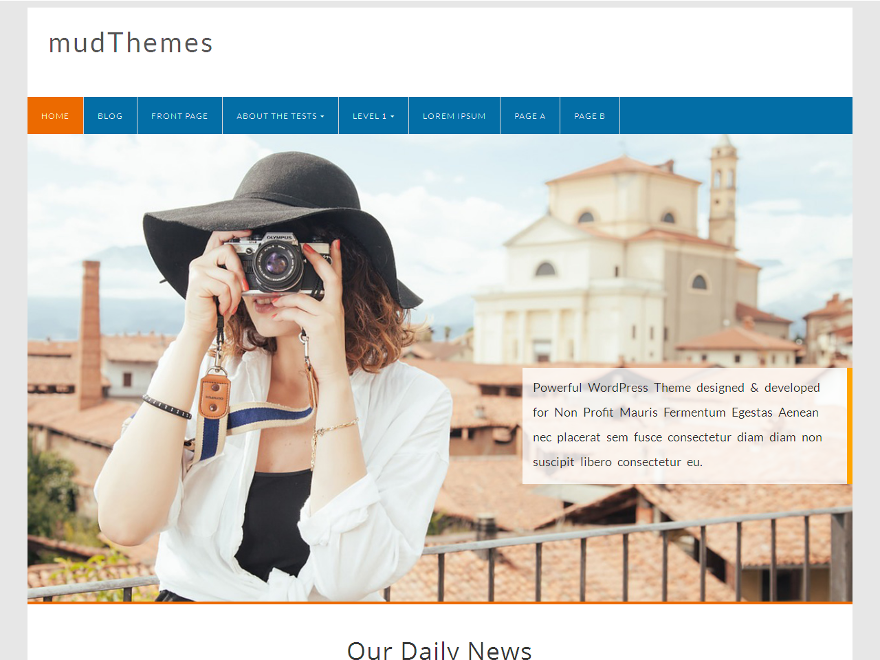 mudThemes
HOME BLOG FRONT PAGE ABOUT THE TESTS LEVEL 1 LOREM IPSUM PAGE A PAGE B
OLYMPUS
Powerful WordPress Theme designed & developed
for Non Profit Mauris Fermentum Egestas Aenean
nec placerat sem fusce consectetur diam diam non
suscipit libero consectetur eu.
Our Daily News